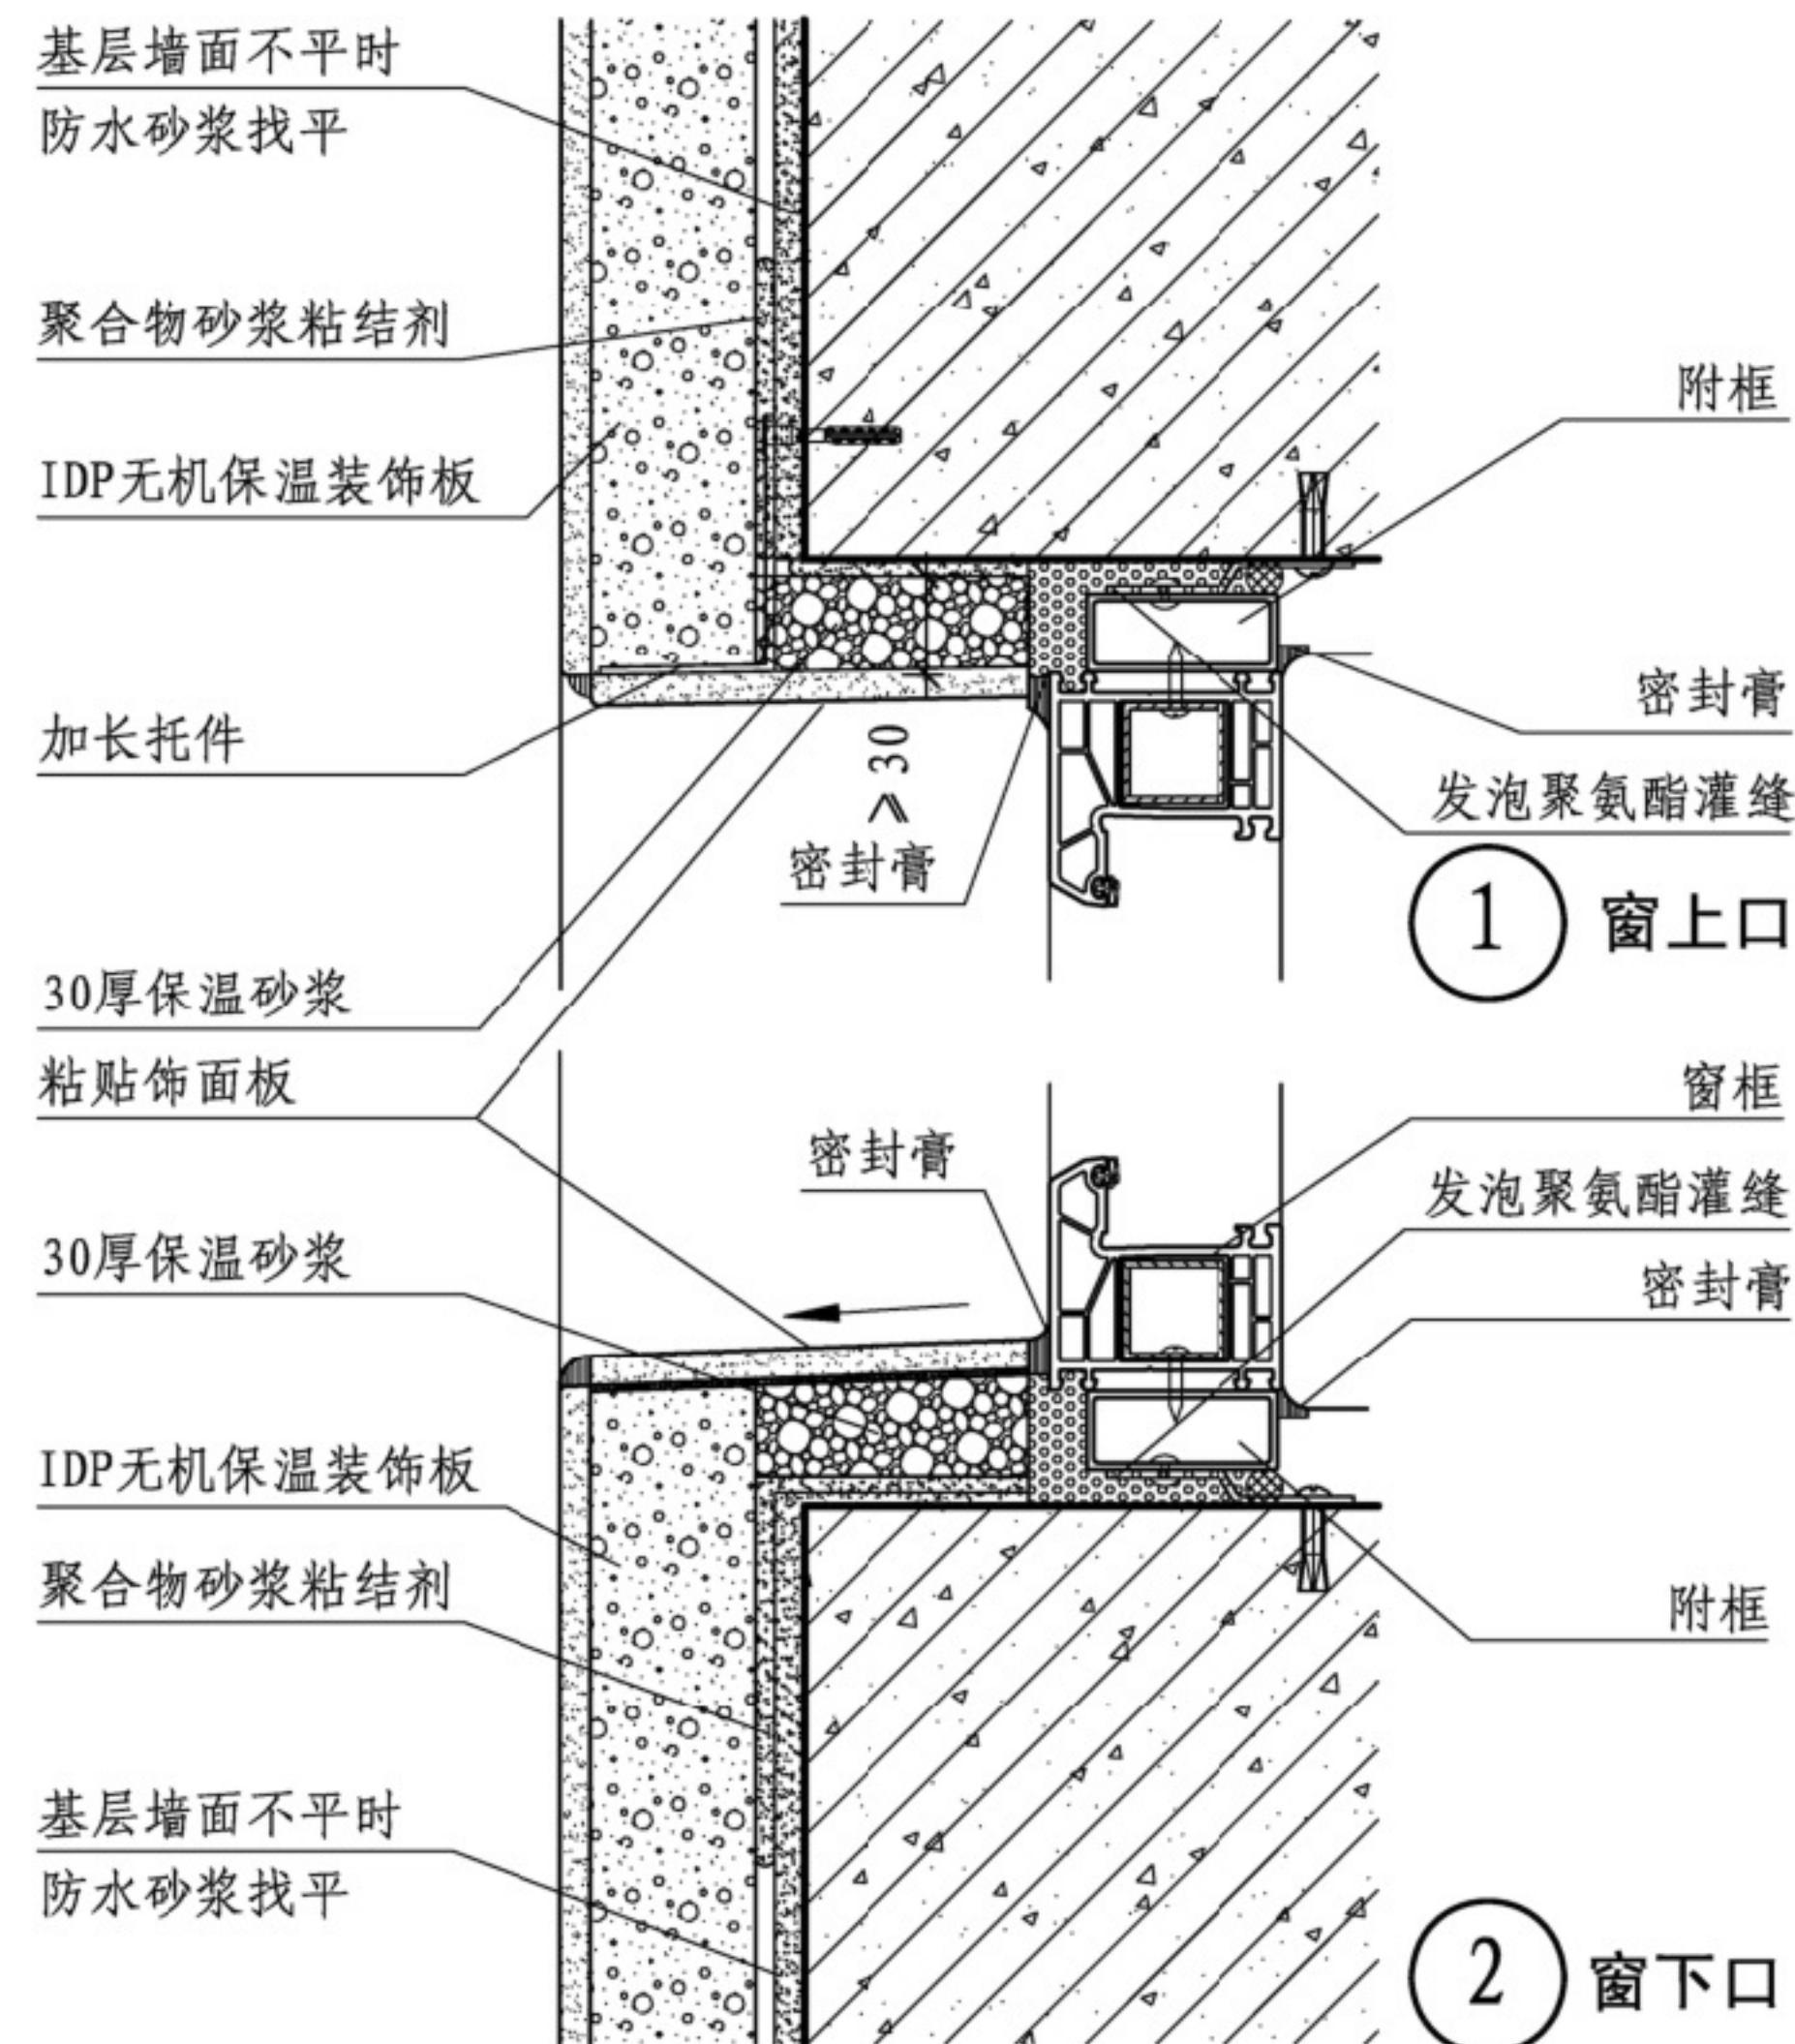 基层墙面不平时
防水砂浆找平
聚合物砂浆粘结剂
附框
IDP无机保温装饰板
密封膏
加长托件
发泡聚氨酯灌缝
≥30
密封膏
1 窗上口
30厚保温砂浆
粘贴饰面板
窗框
密封膏
发泡聚氨酯灌缝
30厚保温砂浆
密封膏
IDP无机保温装饰板
聚合物砂浆粘结剂
附框
基层墙面不平时
防水砂浆找平
2 窗下口